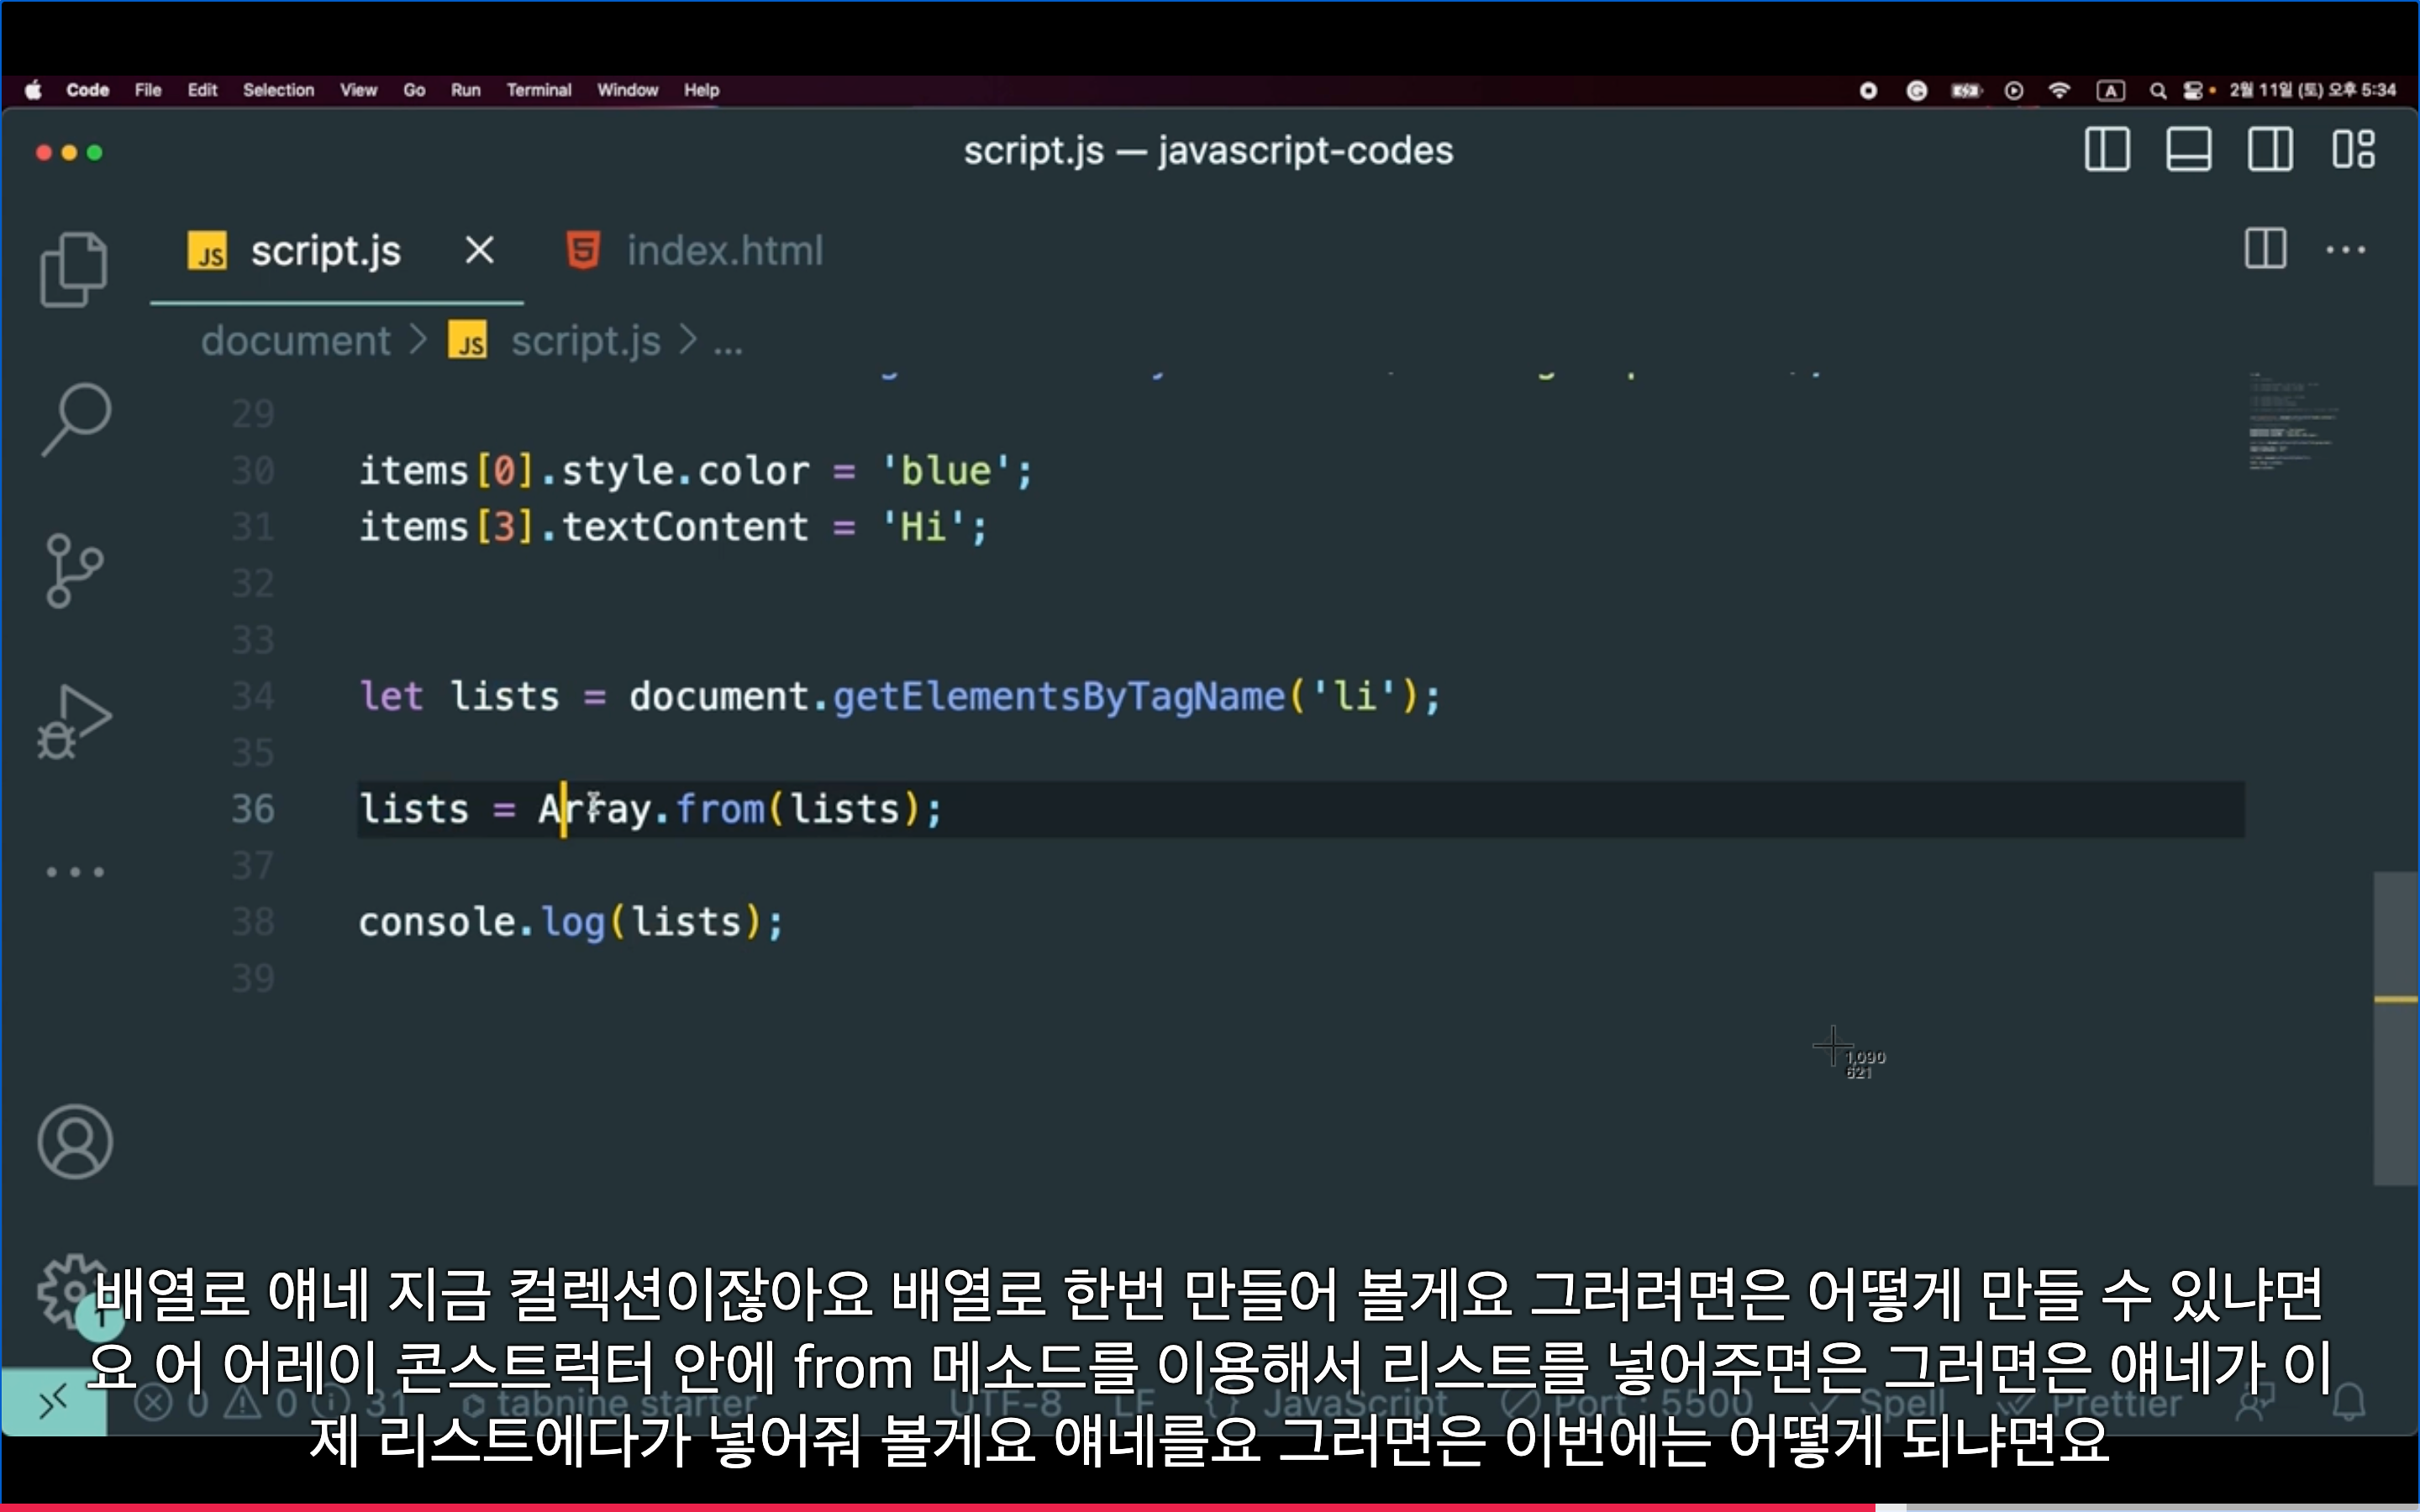 Code File Edit Selection View Go Run Terminal Window Help A 2월 11일 (토) 오후 5:34
script.js — javascript-codes
JS script.js index.html
document > JS script.js > ...
29
30 items[0].style.color = 'blue';
31 items[3].textContent = 'Hi';
32
33
34 let lists = document.getElementsByTagName('li');
35
36 lists = Array.from(lists);
37
38 console.log(lists);
39
1,090
621
1
배열로 얘네 지금 컬렉션이잖아요 배열로 한번 만들어 볼게요 그러려면은 어떻게 만들 수 있냐면
요 어 어레이 콘스트럭터 안에 from 메소드를 이용해서 리스트를 넣어주면은 그러면은 얘네가 이
제 리스트에다가 넣어줘 볼게요 얘네를요 그러면은 이번에는 어떻게 되냐면요
0 0 31 tabnine starter UTF-8 LF {} JavaScript Port : 5500 Spell Prettier